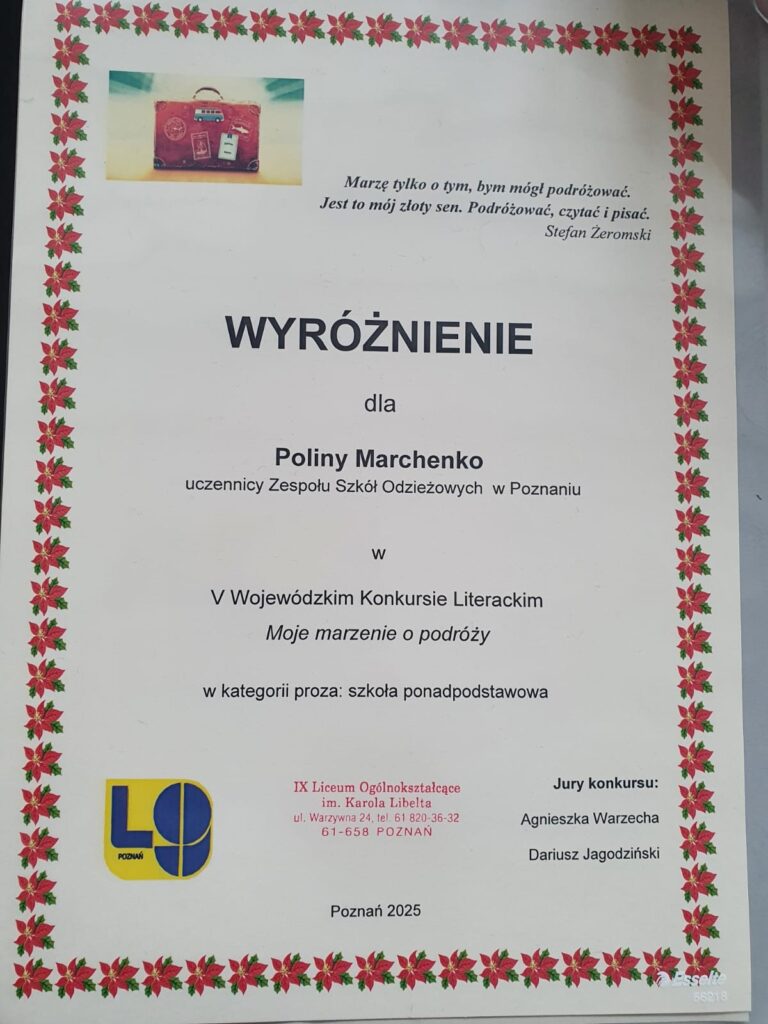 Marzę tylko o tym, bym mógł podróżować.
Jest to mój złoty sen. Podróżować, czytać i pisać.
Stefan Żeromski
WYRÓŻNIENIE
dla
Poliny Marchenko
uczennicy Zespołu Szkół Odzieżowych w Poznaniu
w
V Wojewódzkim Konkursie Literackim
Moje marzenie o podróży
w kategorii proza: szkoła ponadpodstawowa
L9
POZNAŃ
IX Liceum Ogólnokształcące
im. Karola Libelta
ul. Warzywna 24, tel. 61 820-36-32
61-658 POZNAŃ
Jury konkursu:
Agnieszka Warzecha
Dariusz Jagodziński
Poznań 2025
Esselte
56218